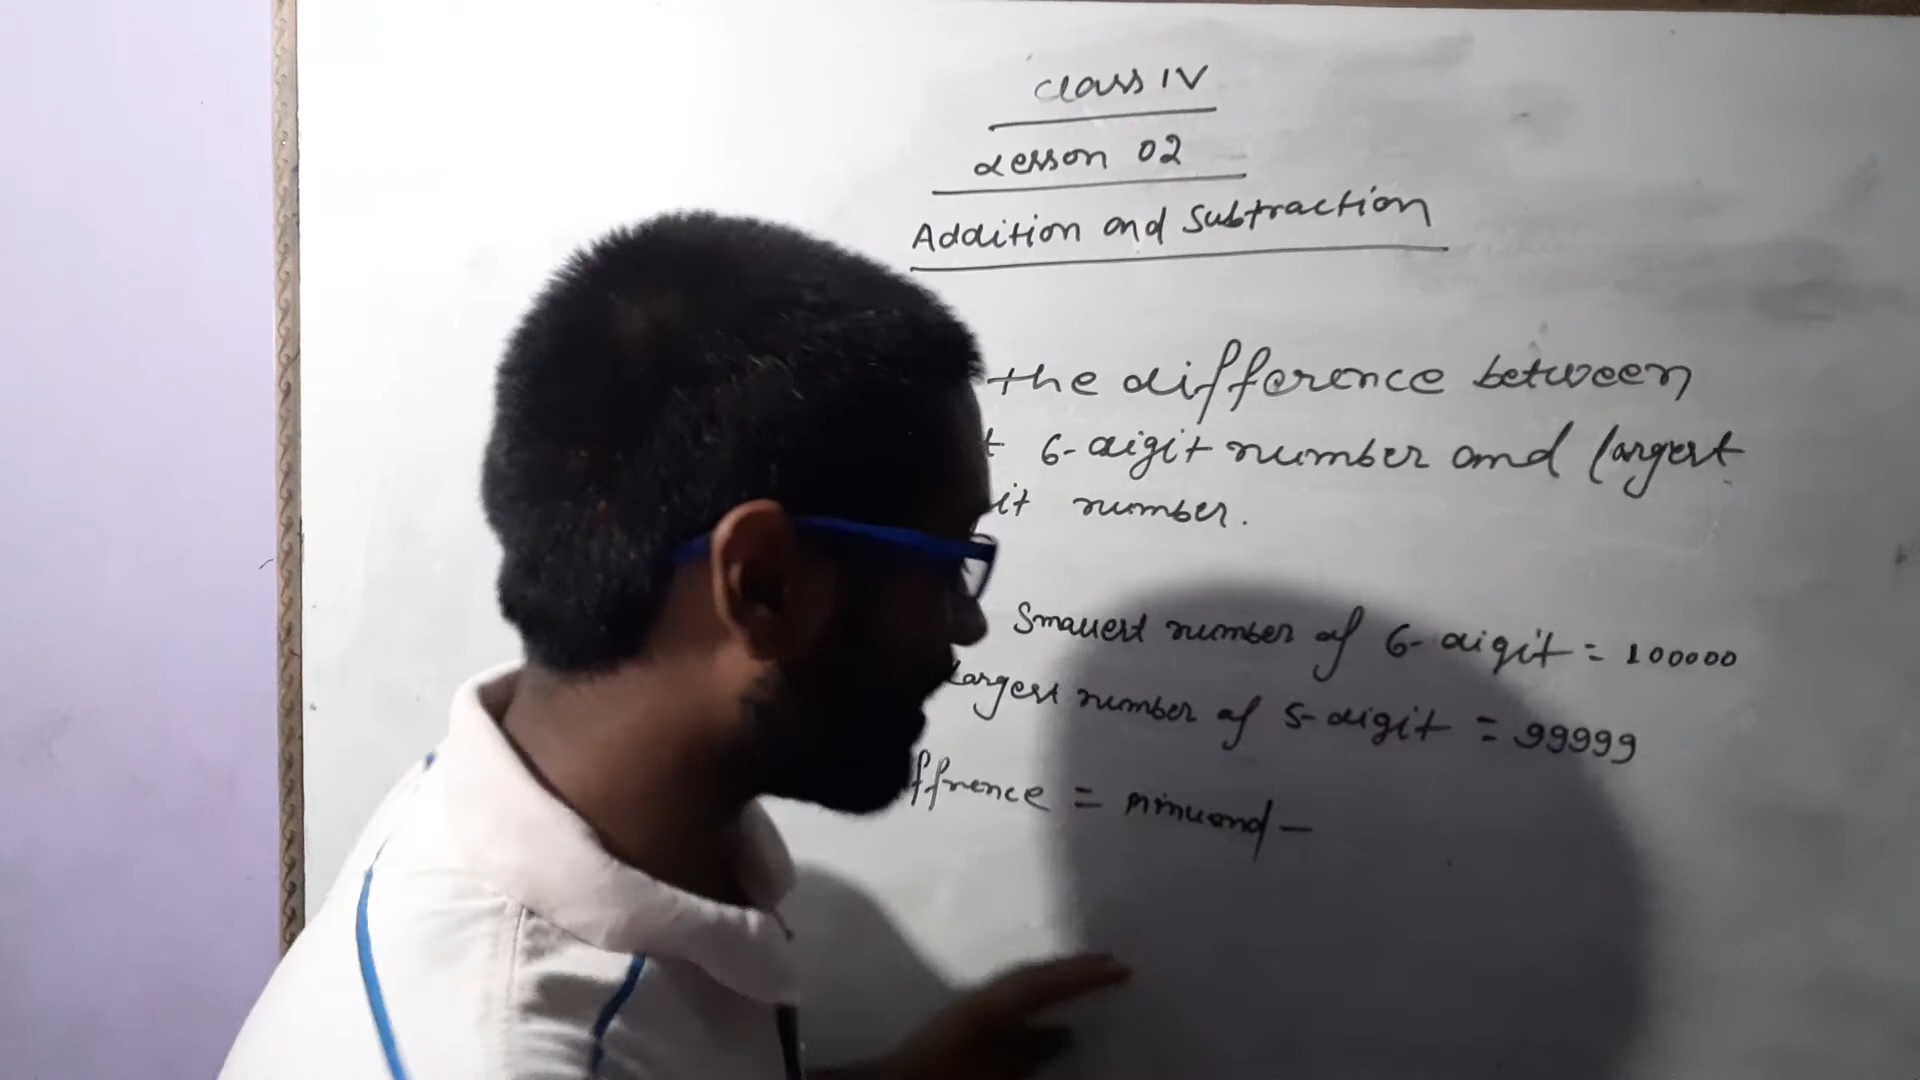 Class IV
Lesson 02
Addition and Subtraction
the difference between
6-digit number and largest
number.
Smallest number of 6-digit = 100000
largest number of 5-digit = 99999
= minuend -